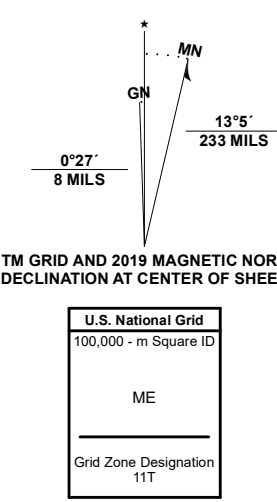 ★
MN
GN
13°5´
233 MILS
0°27´
8 MILS
TM GRID AND 2019 MAGNETIC NOR
DECLINATION AT CENTER OF SHEE
U.S. National Grid
100,000 - m Square ID
ME
Grid Zone Designation
11T